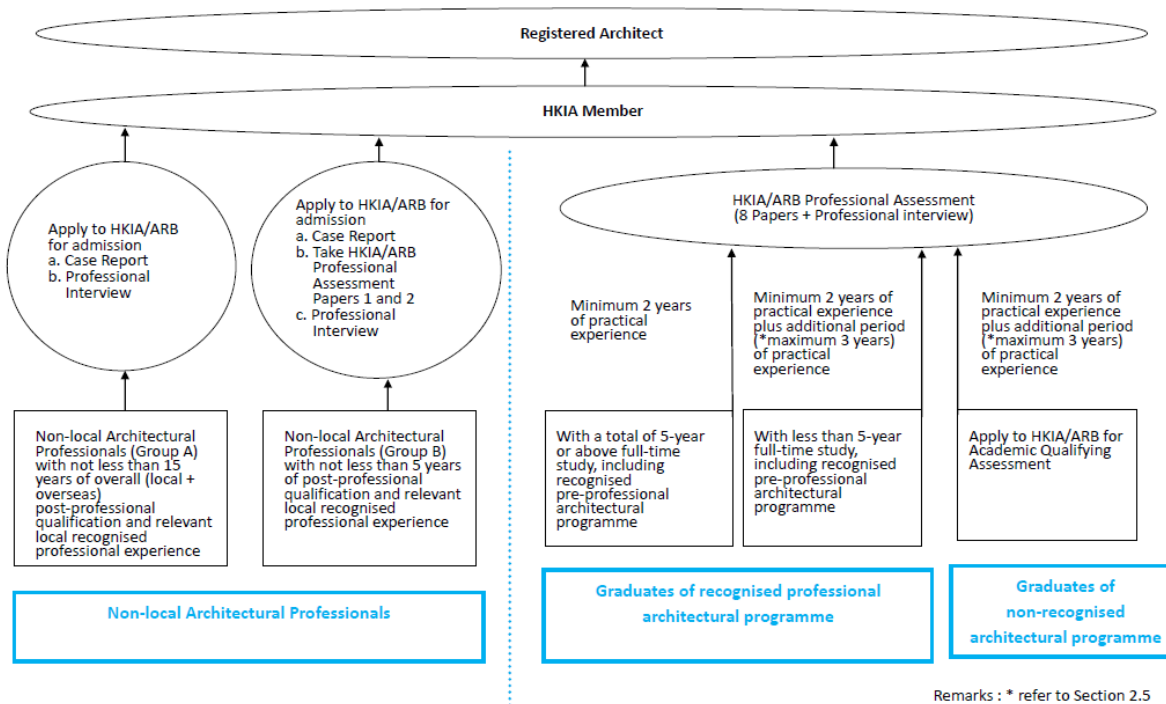 Registered Architect
HKIA Member
Apply to HKIA/ARB
for admission
a. Case Report
b. Professional
Interview
Apply to HKIA/ARB for
admission
a. Case Report
b. Take HKIA/ARB
Professional
Assessment
Papers 1 and 2
c. Professional
Interview
HKIA/ARB Professional Assessment
(8 Papers + Professional interview)
Minimum 2 years
of practical
experience
Minimum 2 years of
practical experience
plus additional period
(*maximum 3 years)
of practical
experience
Minimum 2 years of
practical experience
plus additional period
(*maximum 3 years)
of practical
experience
Non-local Architectural
Professionals (Group A)
with not less than 15
years of overall (local +
overseas)
post-professional
qualification and relevant
local recognised
professional experience
Non-local Architectural
Professionals (Group B)
with not less than 5 years
of post-professional
qualification and relevant
local recognised
professional experience
With a total of 5-year
or above full-time
study, including
recognised
pre-professional
architectural
programme
With less than 5-year
full-time study,
including recognised
pre-professional
architectural
programme
Apply to HKIA/ARB for
Academic Qualifying
Assessment
Non-local Architectural Professionals
Graduates of recognised professional
architectural programme
Graduates of
non-recognised
architectural programme
Remarks : * refer to Section 2.5